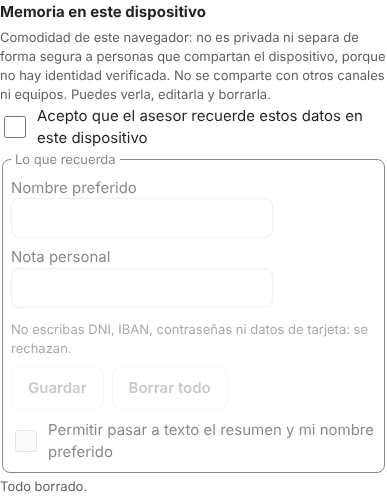 Memoria en este dispositivo
Comodidad de este navegador: no es privada ni separa de
forma segura a personas que compartan el dispositivo, porque
no hay identidad verificada. No se comparte con otros canales
ni equipos. Puedes verla, editarla y borrarla.
Acepto que el asesor recuerde estos datos en
este dispositivo
Lo que recuerda
Nombre preferido
Nota personal
No escribas DNI, IBAN, contraseñas ni datos de tarjeta: se
rechazan.
Guardar
Borrar todo
Permitir pasar a texto el resumen y mi nombre
preferido
Todo borrado.